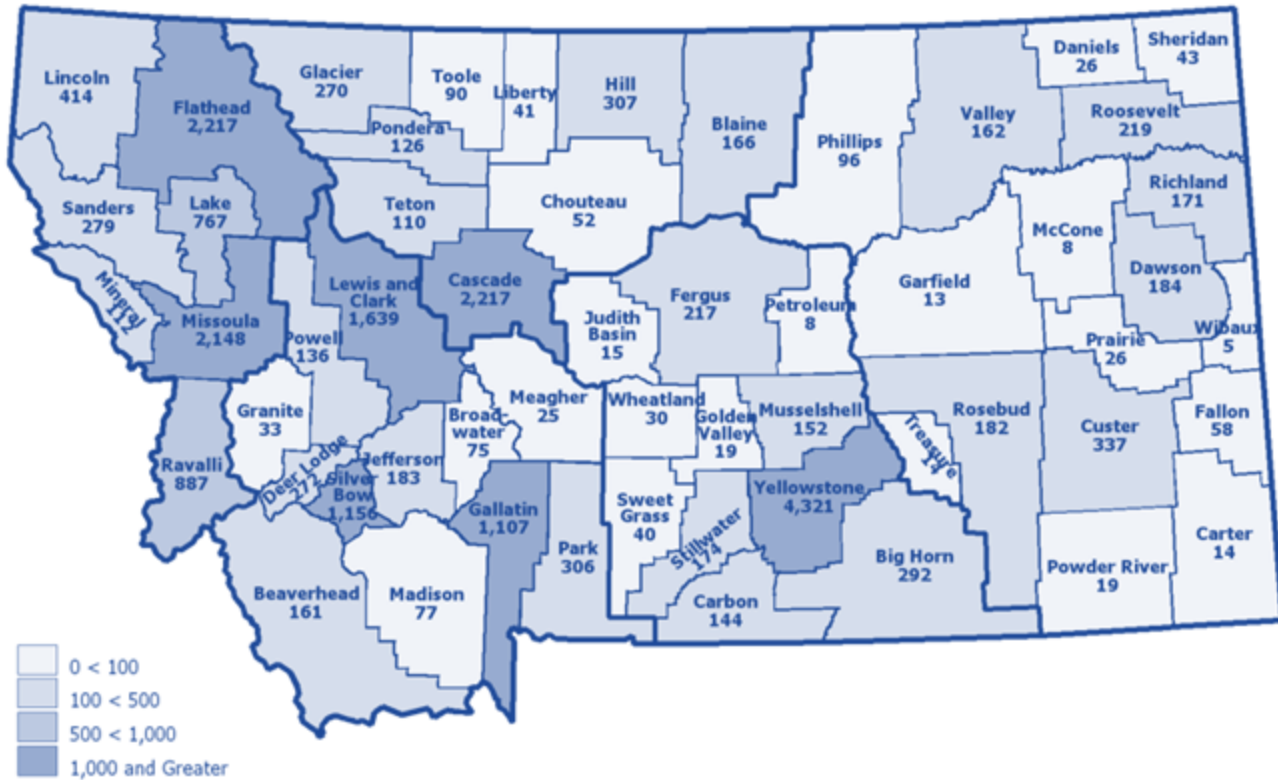 Lincoln
414
Flathead
2,217
Glacier
270
Toole
90
Liberty
41
Hill
307
Blaine
166
Phillips
96
Valley
162
Daniels
26
Sheridan
43
Roosevelt
219
Pondera
126
Teton
110
Chouteau
52
Sanders
279
Lake
767
Richland
171
McCone
8
Dawson
184
Garfield
13
Mineral
112
Missoula
2,148
Powell
136
Lewis and
Clark
1,639
Cascade
2,217
Judith
Basin
15
Fergus
217
Petroleum
8
Prairie
26
Wibaux
5
Granite
33
Ravalli
887
Deer Lodge
272
Silver
Bow
1,156
Jefferson
183
Broad-
water
75
Meagher
25
Wheatland
30
Golden
Valley
19
Musselshell
152
Treasure
14
Rosebud
182
Custer
337
Fallon
58
Gallatin
1,107
Park
306
Sweet
Grass
40
Stillwater
174
Yellowstone
4,321
Big Horn
292
Powder River
19
Carter
14
Beaverhead
161
Madison
77
Carbon
144
0 < 100
100 < 500
500 < 1,000
1,000 and Greater